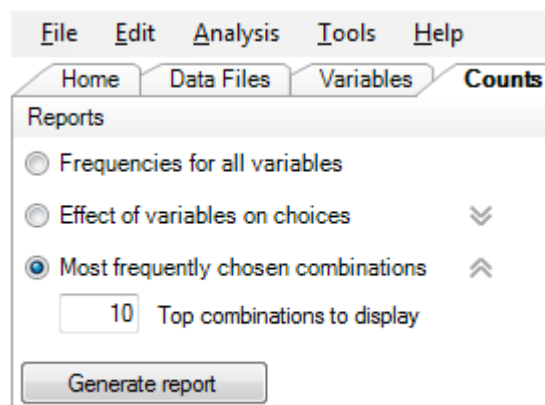 File Edit Analysis Tools Help
Home Data Files Variables Counts
Reports
Frequencies for all variables
Effect of variables on choices
Most frequently chosen combinations
10 Top combinations to display
Generate report